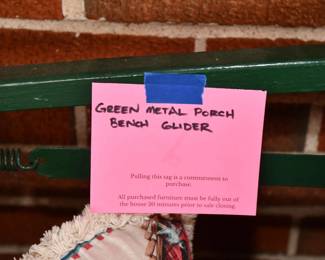 GREEN METAL PORCH
BENCH GLIDER
Pulling this tag is a commitment to
purchase.
All purchased furniture must be fully out of
the house 20 minutes prior to sale closing.